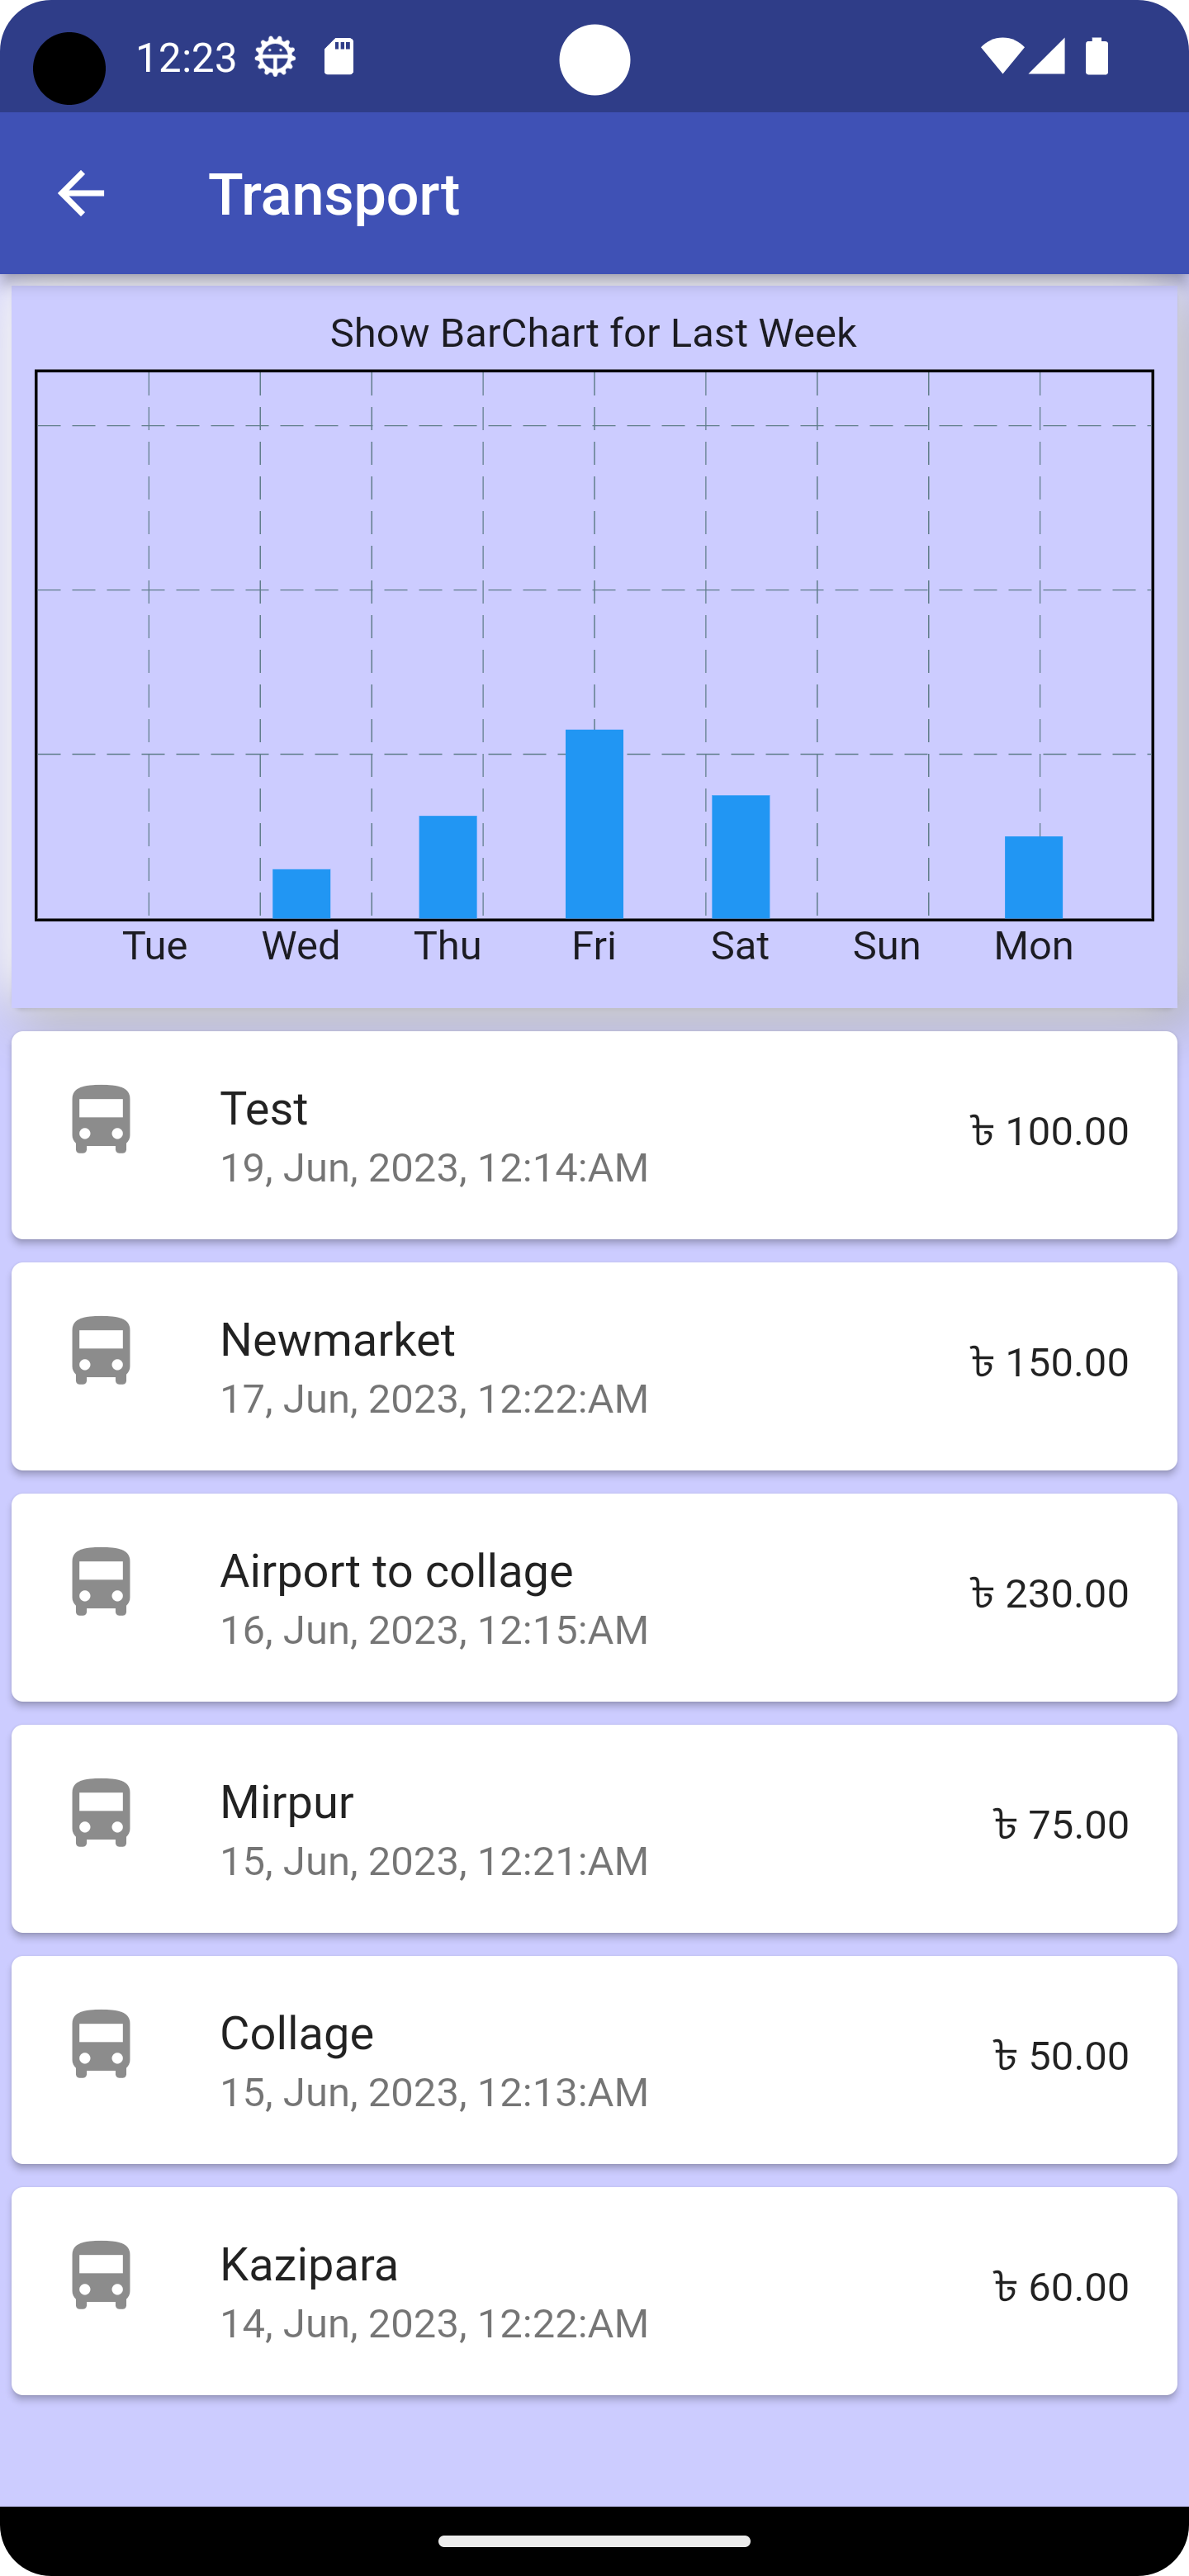 12:23
Transport
Show BarChart for Last Week
Tue Wed Thu Fri Sat Sun Mon
Test
৳ 100.00
19, Jun, 2023, 12:14:AM
Newmarket
৳ 150.00
17, Jun, 2023, 12:22:AM
Airport to collage
৳ 230.00
16, Jun, 2023, 12:15:AM
Mirpur
৳ 75.00
15, Jun, 2023, 12:21:AM
Collage
৳ 50.00
15, Jun, 2023, 12:13:AM
Kazipara
৳ 60.00
14, Jun, 2023, 12:22:AM